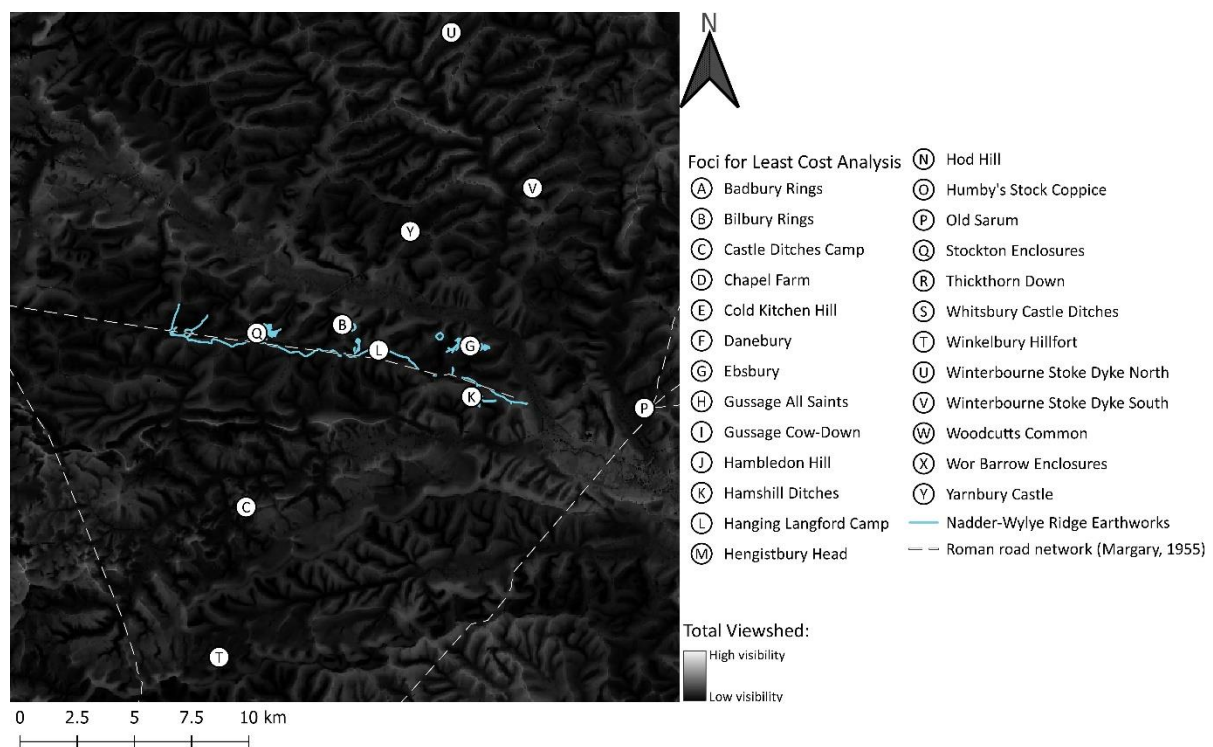 N
U
V
Y
B
Q
L
G
K
P
C
T
0 2.5 5 7.5 10 km
Foci for Least Cost Analysis
A Badbury Rings
B Bilbury Rings
C Castle Ditches Camp
D Chapel Farm
E Cold Kitchen Hill
F Danebury
G Ebsbury
H Gussage All Saints
I Gussage Cow-Down
J Hambledon Hill
K Hamshill Ditches
L Hanging Langford Camp
M Hengistbury Head
N Hod Hill
O Humby's Stock Coppice
P Old Sarum
Q Stockton Enclosures
R Thickthorn Down
S Whitsbury Castle Ditches
T Winkelbury Hillfort
U Winterbourne Stoke Dyke North
V Winterbourne Stoke Dyke South
W Woodcutts Common
X Wor Barrow Enclosures
Y Yarnbury Castle
Nadder-Wylye Ridge Earthworks
Roman road network (Margary, 1955)
Total Viewshed:
High visibility
Low visibility